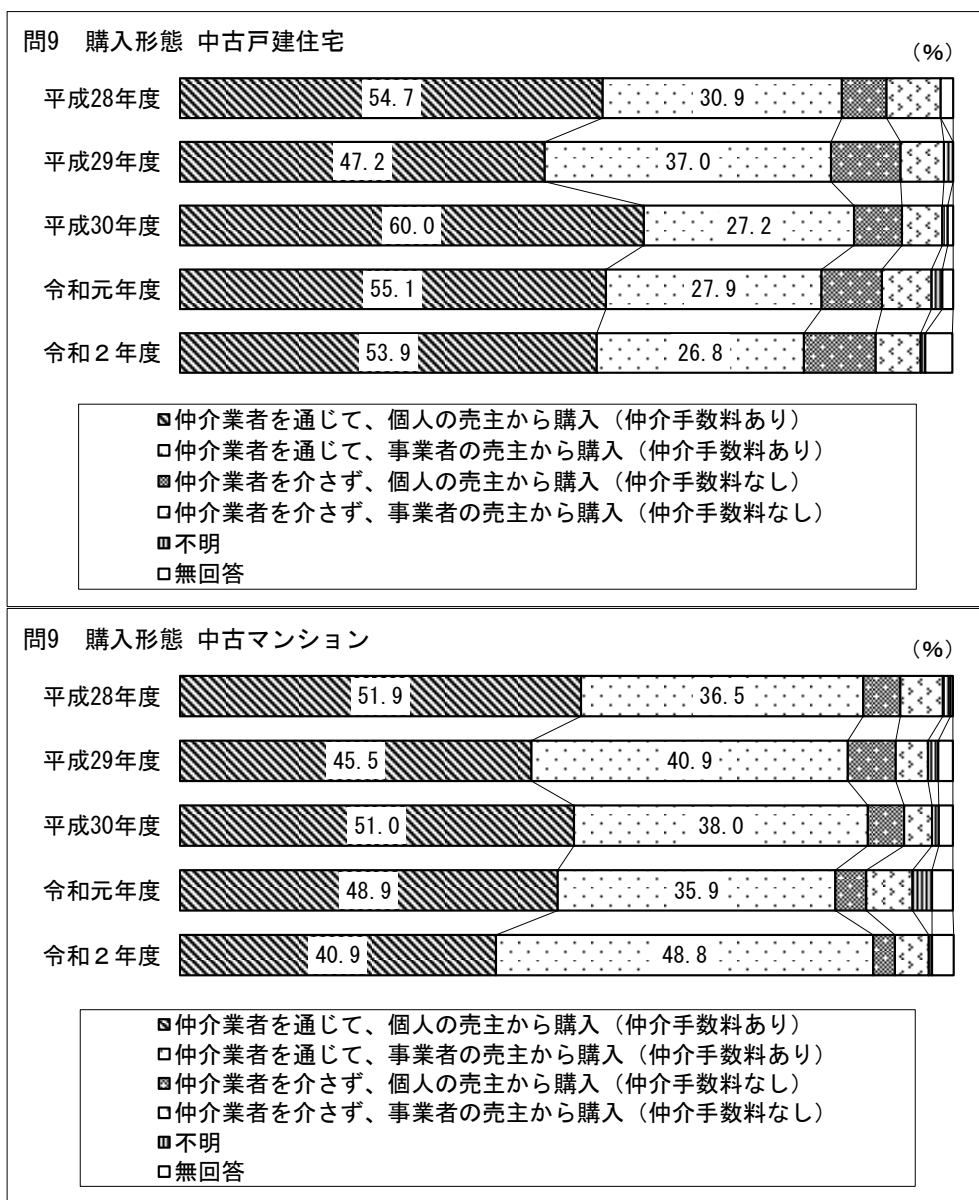 問9　購入形態 中古戸建住宅
（%）
平成28年度
54.7
30.9
平成29年度
47.2
37.0
平成30年度
60.0
27.2
令和元年度
55.1
27.9
令和２年度
53.9
26.8
仲介業者を通じて、個人の売主から購入（仲介手数料あり）
仲介業者を通じて、事業者の売主から購入（仲介手数料あり）
仲介業者を介さず、個人の売主から購入（仲介手数料なし）
仲介業者を介さず、事業者の売主から購入（仲介手数料なし）
不明
無回答
問9　購入形態 中古マンション
（%）
平成28年度
51.9
36.5
平成29年度
45.5
40.9
平成30年度
51.0
38.0
令和元年度
48.9
35.9
令和２年度
40.9
48.8
仲介業者を通じて、個人の売主から購入（仲介手数料あり）
仲介業者を通じて、事業者の売主から購入（仲介手数料あり）
仲介業者を介さず、個人の売主から購入（仲介手数料なし）
仲介業者を介さず、事業者の売主から購入（仲介手数料なし）
不明
無回答